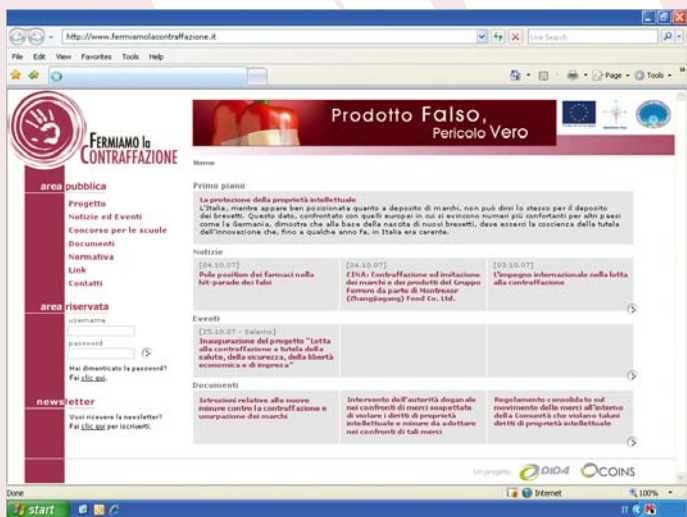 http://www.fermiamolacontraffazione.it
Live Search
File Edit View Favorites Tools Help
Page Tools
FERMIAMO la
CONTRAFFAZIONE
Prodotto Falso,
Pericolo Vero
Home
area pubblica
Progetto
Notizie ed Eventi
Concorso per le scuole
Documenti
Normativa
Link
Contatti
area riservata
username
password
Hai dimenticato la password?
Fai clic qui.
newsletter
Vuoi ricevere la newsletter?
Fai clic qui per iscriverti.
Primo piano
La protezione della proprietà intellettuale
L'Italia, mentre appare ben posizionata quanto a deposito di marchi, non può dirsi lo stesso per il deposito
dei brevetti. Questo dato, confrontato con quelli europei in cui si evincono numeri più confortanti per altri paesi
come la Germania, dimostra che alla base della nascita di nuovi brevetti, deve esserci la coscienza della tutela
dell'innovazione che, fino a qualche anno fa, in Italia era carente.
Notizie
[04.10.07]
Pole position dei farmaci nella
hit-parade dei falsi
[04.10.07]
CINA: Contraffazione ed imitazione
dei marchi e dei prodotti del Gruppo
Ferrero da parte di Montresor
(Zhangjiagang) Food Co. Ltd.
[03.10.07]
L'impegno internazionale nella lotta
alla contraffazione
Eventi
[25.10.07 - Salerno]
Inaugurazione del progetto "Lotta
alla contraffazione a tutela della
salute, della sicurezza, della libertà
economica e di impresa"
Documenti
Istruzioni relative alle nuove
misure contro la contraffazione e
usurpazione dei marchi
Intervento dell'autorità doganale
nei confronti di merci sospettate
di violare i diritti di proprietà
intellettuale e misure da adottare
nei confronti di tali merci
Regolamento consolidato sul
movimento delle merci all'interno
della Comunità che violano taluni
diritti di proprietà intellettuale
Un progetto DIDA COINS
Done
Internet
100%
start
IT